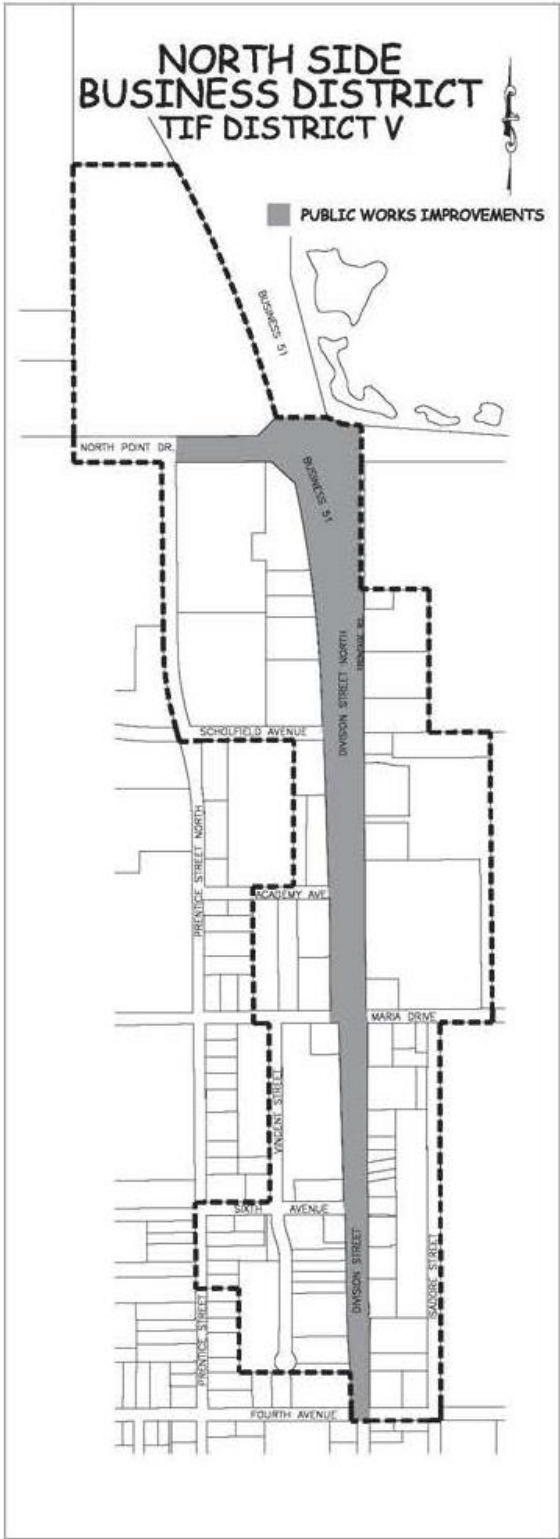 NORTH SIDE
BUSINESS DISTRICT
TIF DISTRICT V
PUBLIC WORKS IMPROVEMENTS
BUSINESS 51
NORTH POINT DR.
BUSINESS 51
DIVISION STREET NORTH
FRONTAGE RD.
SCHOLFIELD AVENUE
PRENTICE STREET NORTH
ACADEMY AVE
MARIA DRIVE
VINCENT STREET
SIXTH AVENUE
DIVISION STREET
ISADORE STREET
PRENTICE STREET
FOURTH AVENUE